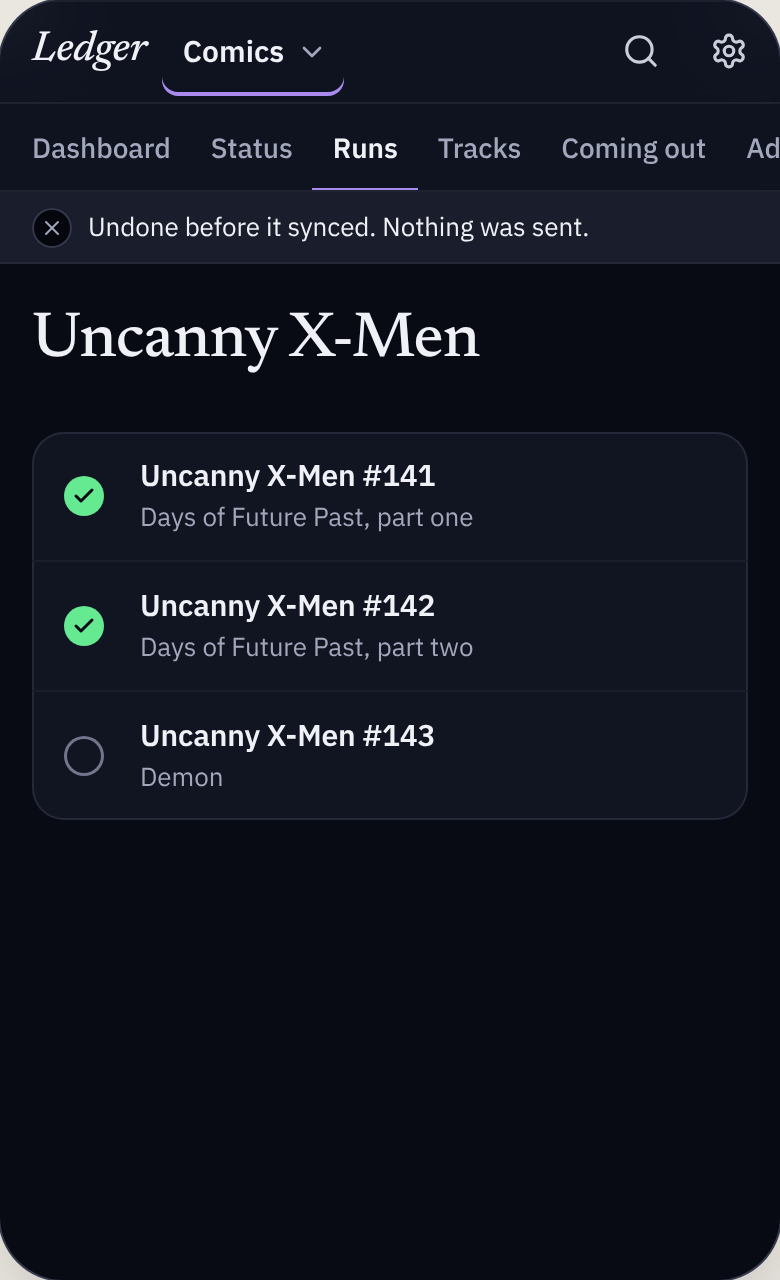 Ledger Comics
Dashboard Status Runs Tracks Coming out Ad
Undone before it synced. Nothing was sent.
Uncanny X-Men
Uncanny X-Men #141
Days of Future Past, part one
Uncanny X-Men #142
Days of Future Past, part two
Uncanny X-Men #143
Demon